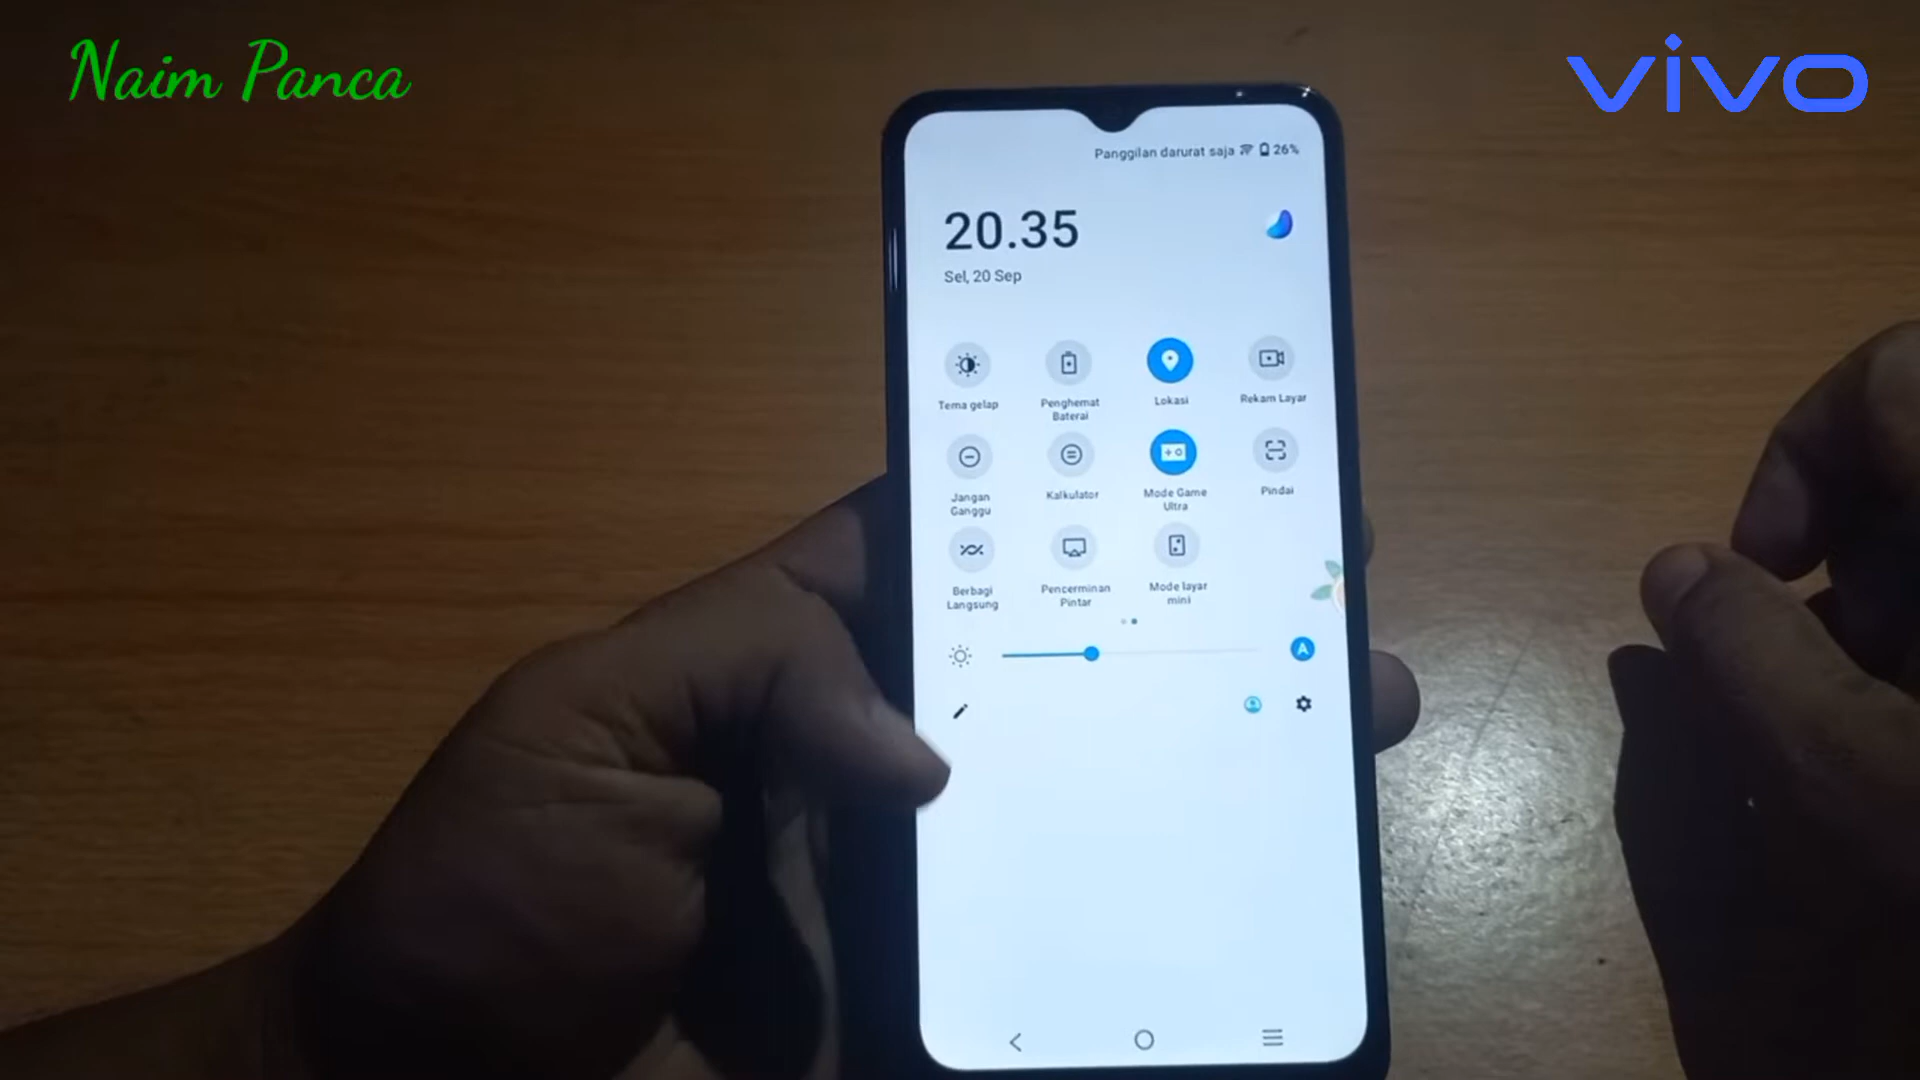 Naim Panca
vivo
Panggilan darurat saja 26%
20.35
Sel, 20 Sep
Tema gelap
Penghemat
Baterai
Lokasi
Rekam Layar
Jangan
Ganggu
Kalkulator
Mode Game
Ultra
Pindai
Berbagi
Langsung
Pencerminan
Pintar
Mode layar
mini
A